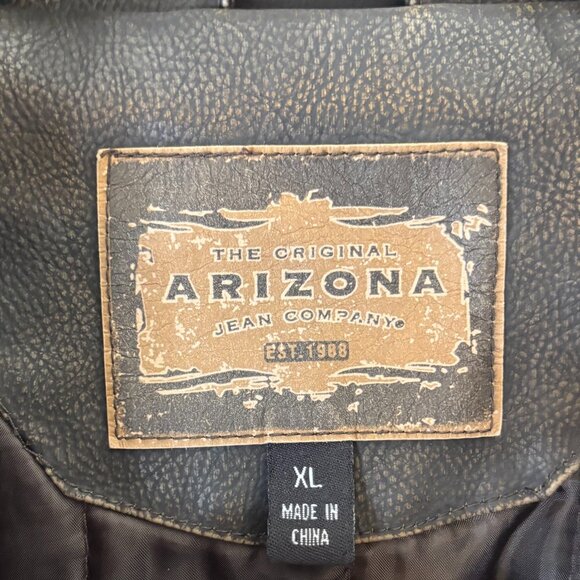 THE ORIGINAL
ARIZONA
JEAN COMPANY®
EST. 1988
XL
MADE IN
CHINA